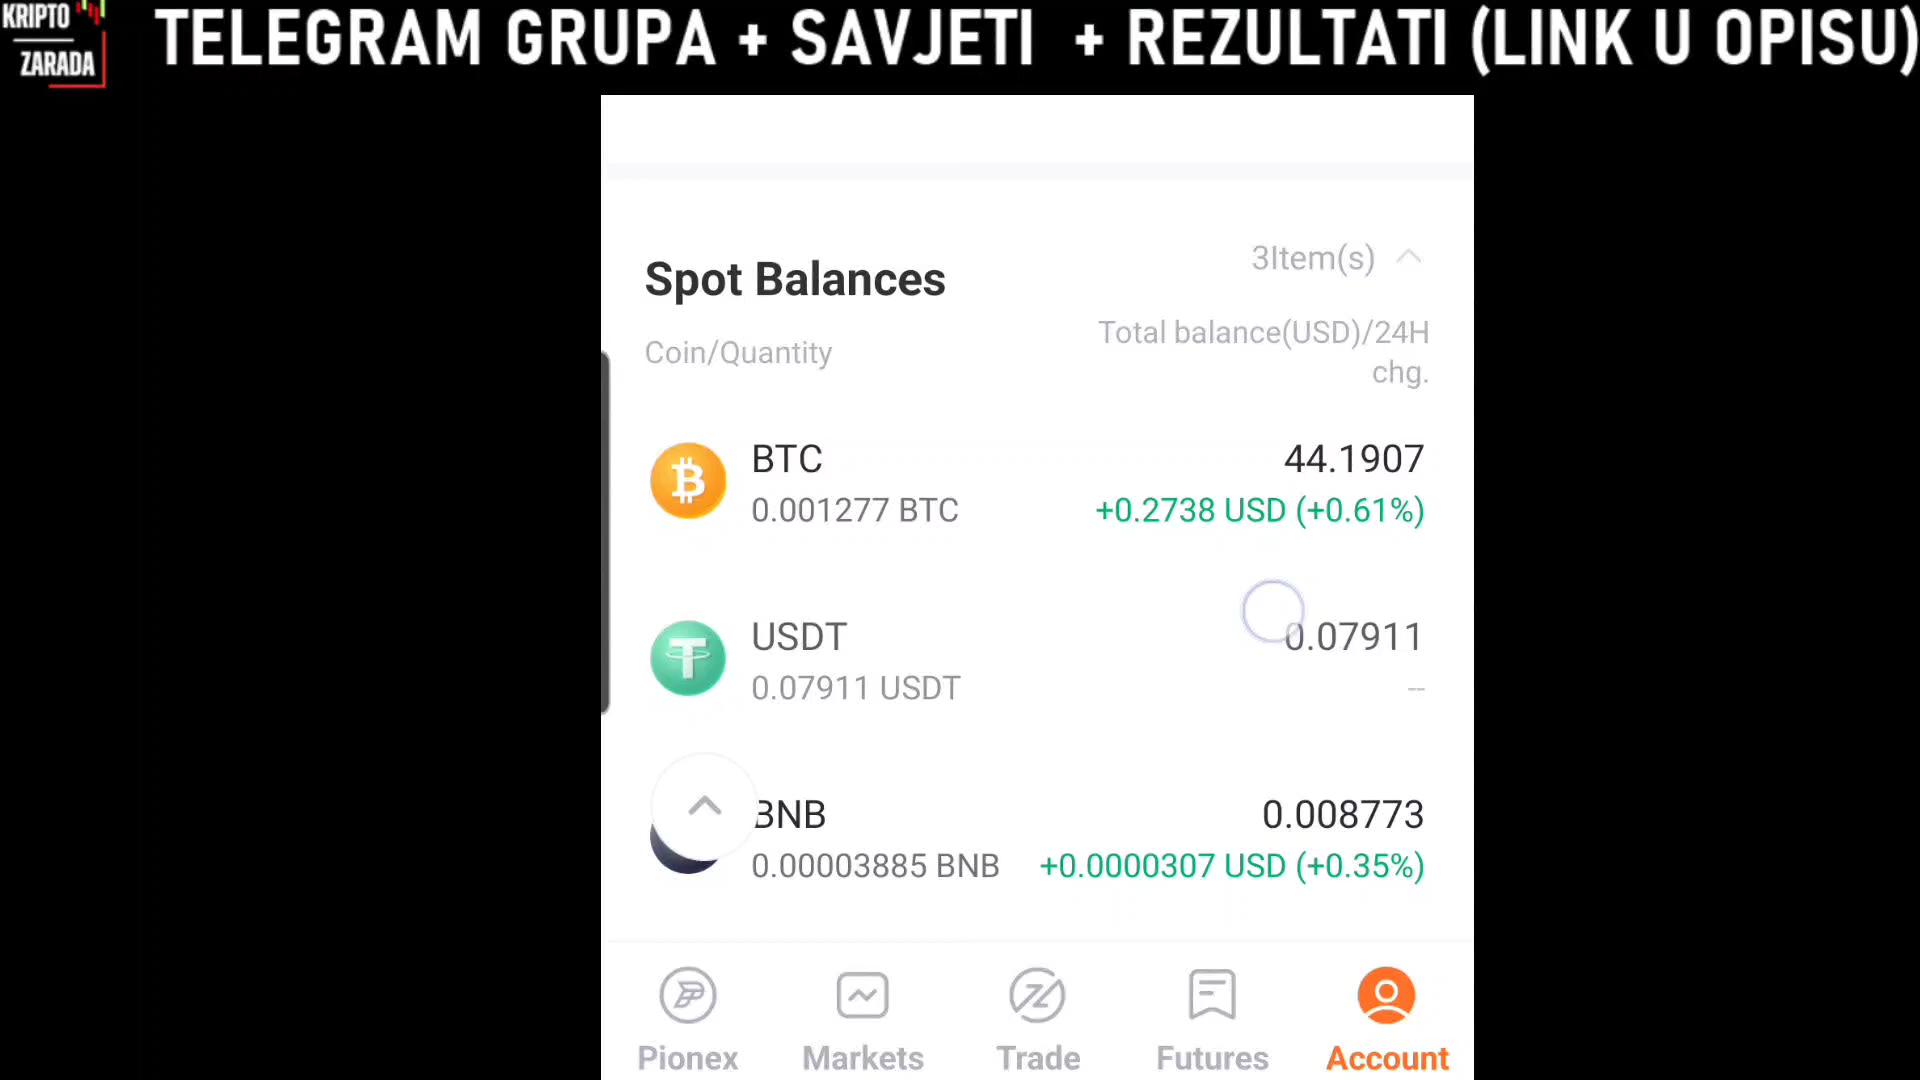 KRIPTO
ZARADA
TELEGRAM GRUPA + SAVJETI + REZULTATI (LINK U OPISU)
Spot Balances
3Item(s)
Coin/Quantity
Total balance(USD)/24H
chg.
BTC
44.1907
0.001277 BTC
+0.2738 USD (+0.61%)
USDT
0.07911
0.07911 USDT
--
BNB
0.008773
0.00003885 BNB
+0.0000307 USD (+0.35%)
Pionex
Markets
Trade
Futures
Account